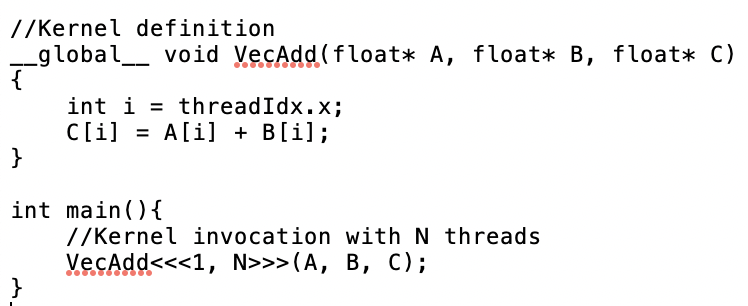 //Kernel definition
__global__ void VecAdd(float* A, float* B, float* C)
{
    int i = threadIdx.x;
    C[i] = A[i] + B[i];
}

int main(){
    //Kernel invocation with N threads
    VecAdd<<<1, N>>>(A, B, C);
}